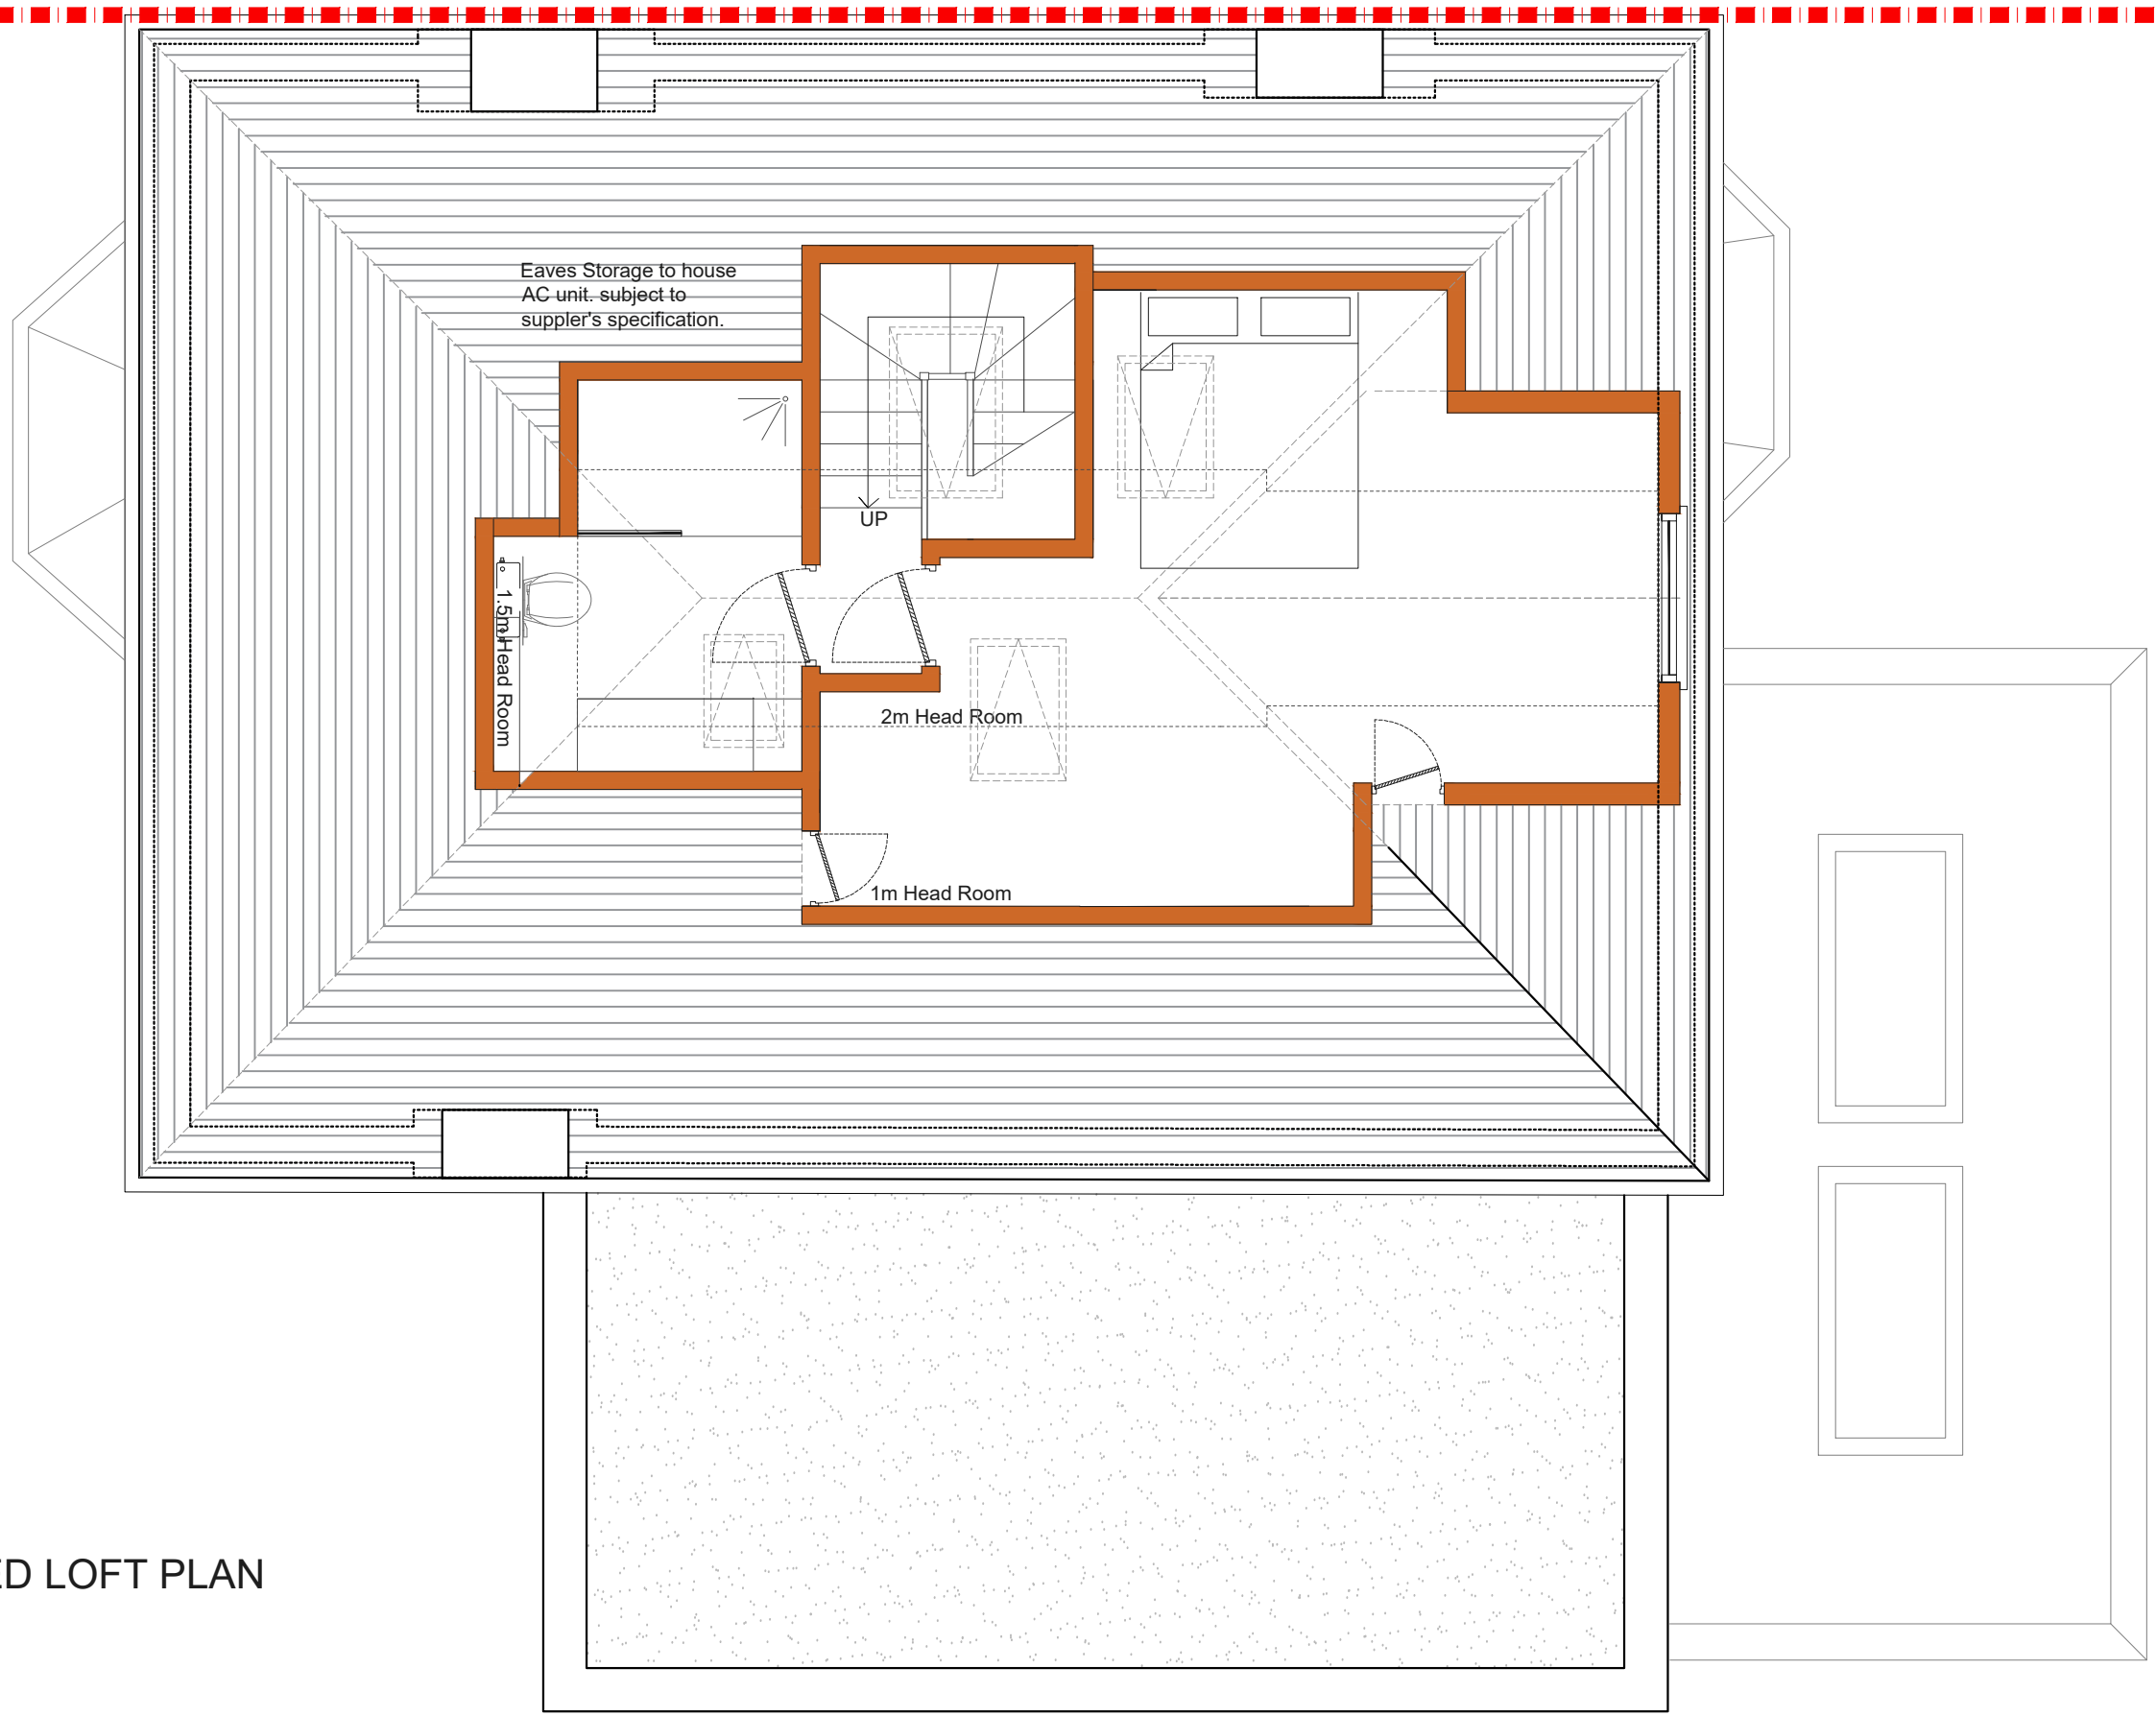 Eaves Storage to house
AC unit. subject to
suppler's specification.
UP
1.5m Head Room
2m Head Room
1m Head Room
ED LOFT PLAN